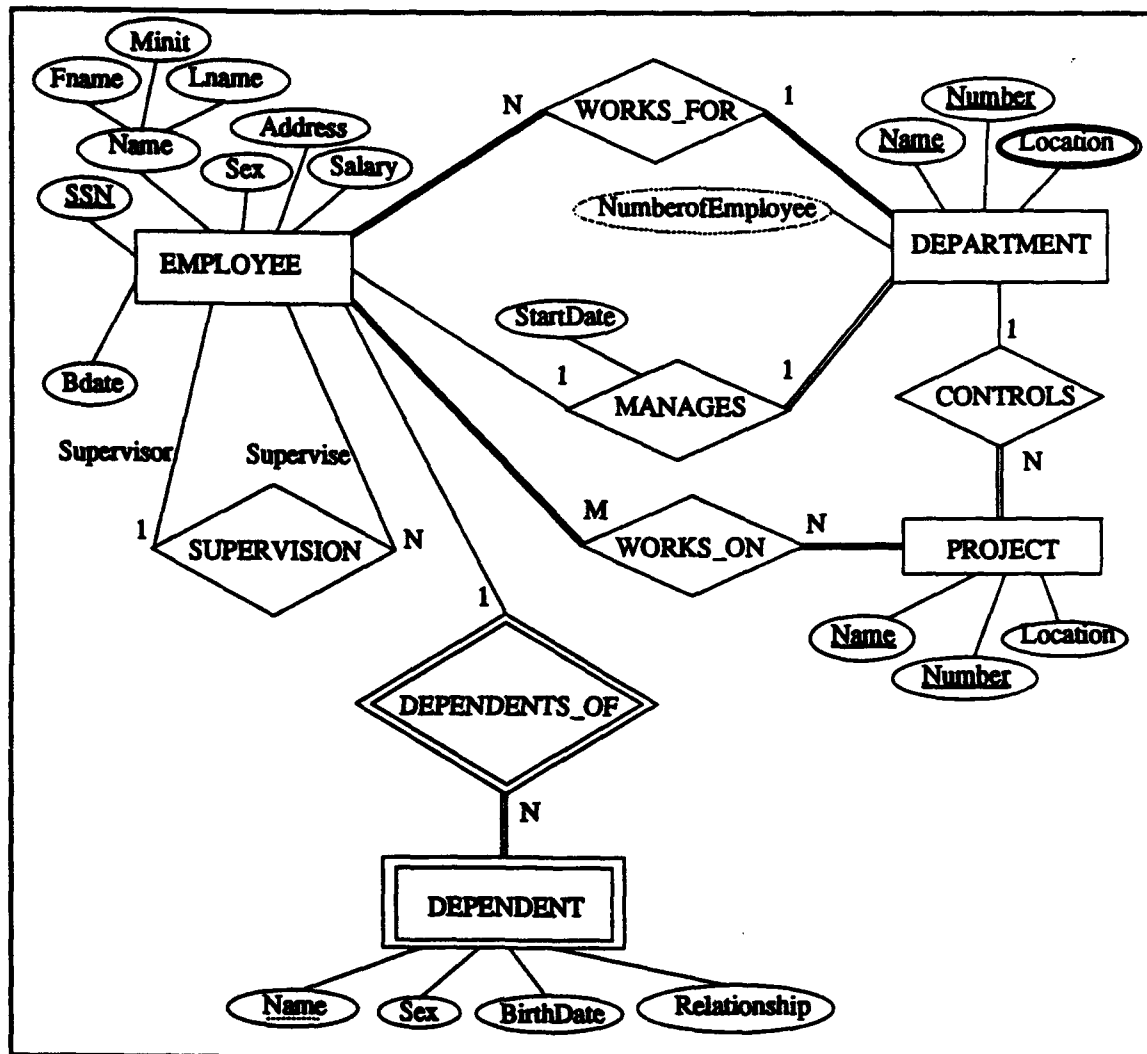 Minit
Fname
Lname
Name
Address
Sex
Salary
SSN
EMPLOYEE
Bdate
N
WORKS_FOR
1
Number
Name
Location
NumberofEmployee
DEPARTMENT
StartDate
1
MANAGES
1
1
CONTROLS
N
Supervisor
Supervise
1
SUPERVISION
N
M
WORKS_ON
N
PROJECT
Name
Number
Location
1
DEPENDENTS_OF
N
DEPENDENT
Name
Sex
BirthDate
Relationship